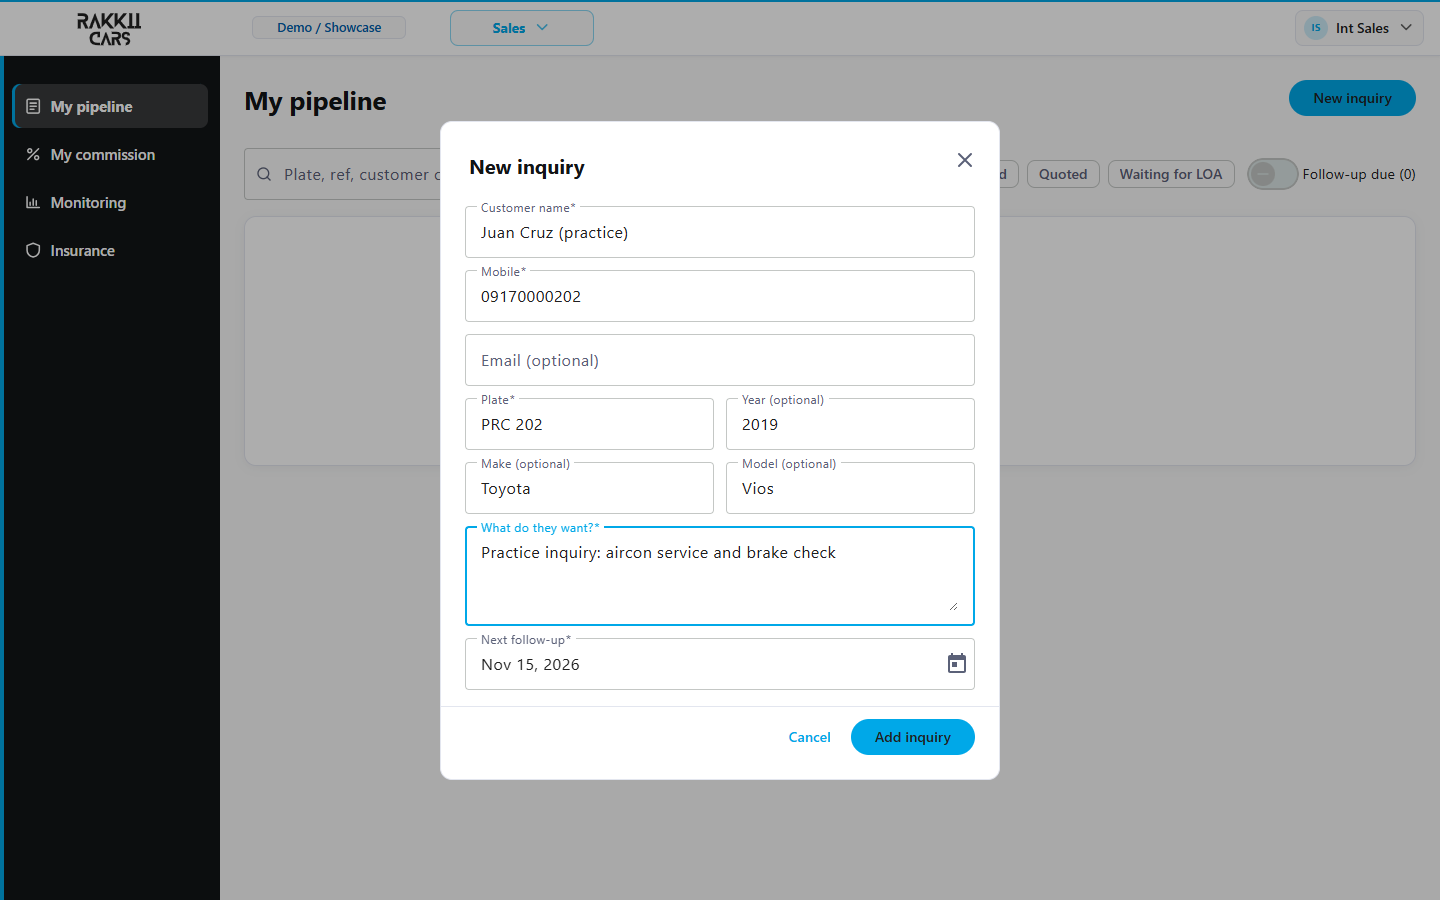 RAKKII
CARS
Demo / Showcase
Sales
IS
Int Sales
My pipeline
My commission
Monitoring
Insurance
My pipeline
New inquiry
Plate, ref, customer
Quoted
Waiting for LOA
Follow-up due (0)
New inquiry
Customer name*
Juan Cruz (practice)
Mobile*
09170000202
Email (optional)
Plate*
PRC 202
Year (optional)
2019
Make (optional)
Toyota
Model (optional)
Vios
What do they want?*
Practice inquiry: aircon service and brake check
Next follow-up*
Nov 15, 2026
Cancel
Add inquiry